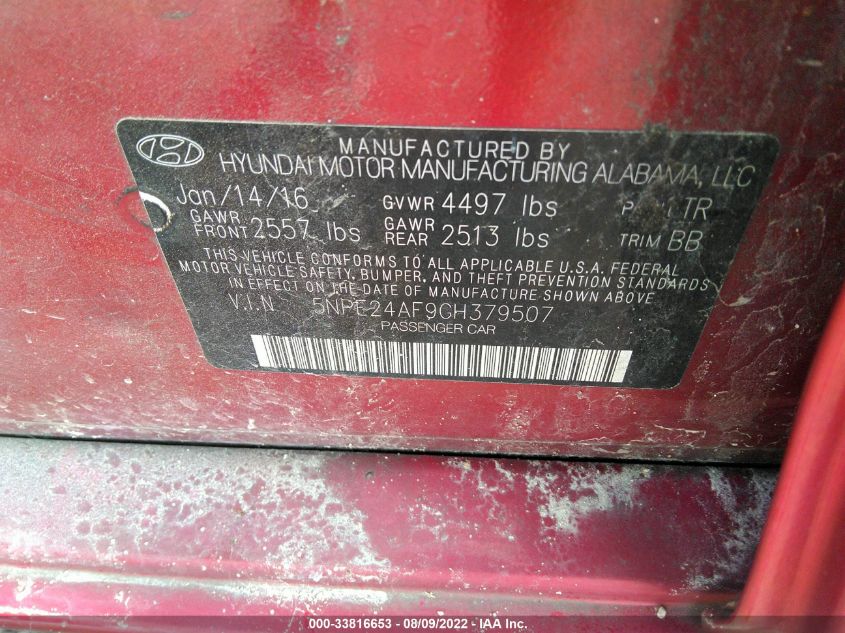 MANUFACTURED BY
HYUNDAI MOTOR MANUFACTURING ALABAMA, LLC
Jan/14/16 GVWR 4497 lbs TR
GAWR FRONT 2557 lbs GAWR REAR 2513 lbs TRIM BB
THIS VEHICLE CONFORMS TO ALL APPLICABLE U.S.A. FEDERAL
MOTOR VEHICLE SAFETY, BUMPER, AND THEFT PREVENTION STANDARDS
IN EFFECT ON THE DATE OF MANUFACTURE SHOWN ABOVE
V.I.N 5NPE24AF9GH379507
PASSENGER CAR
000-33816653 - 08/09/2022 - IAA Inc.